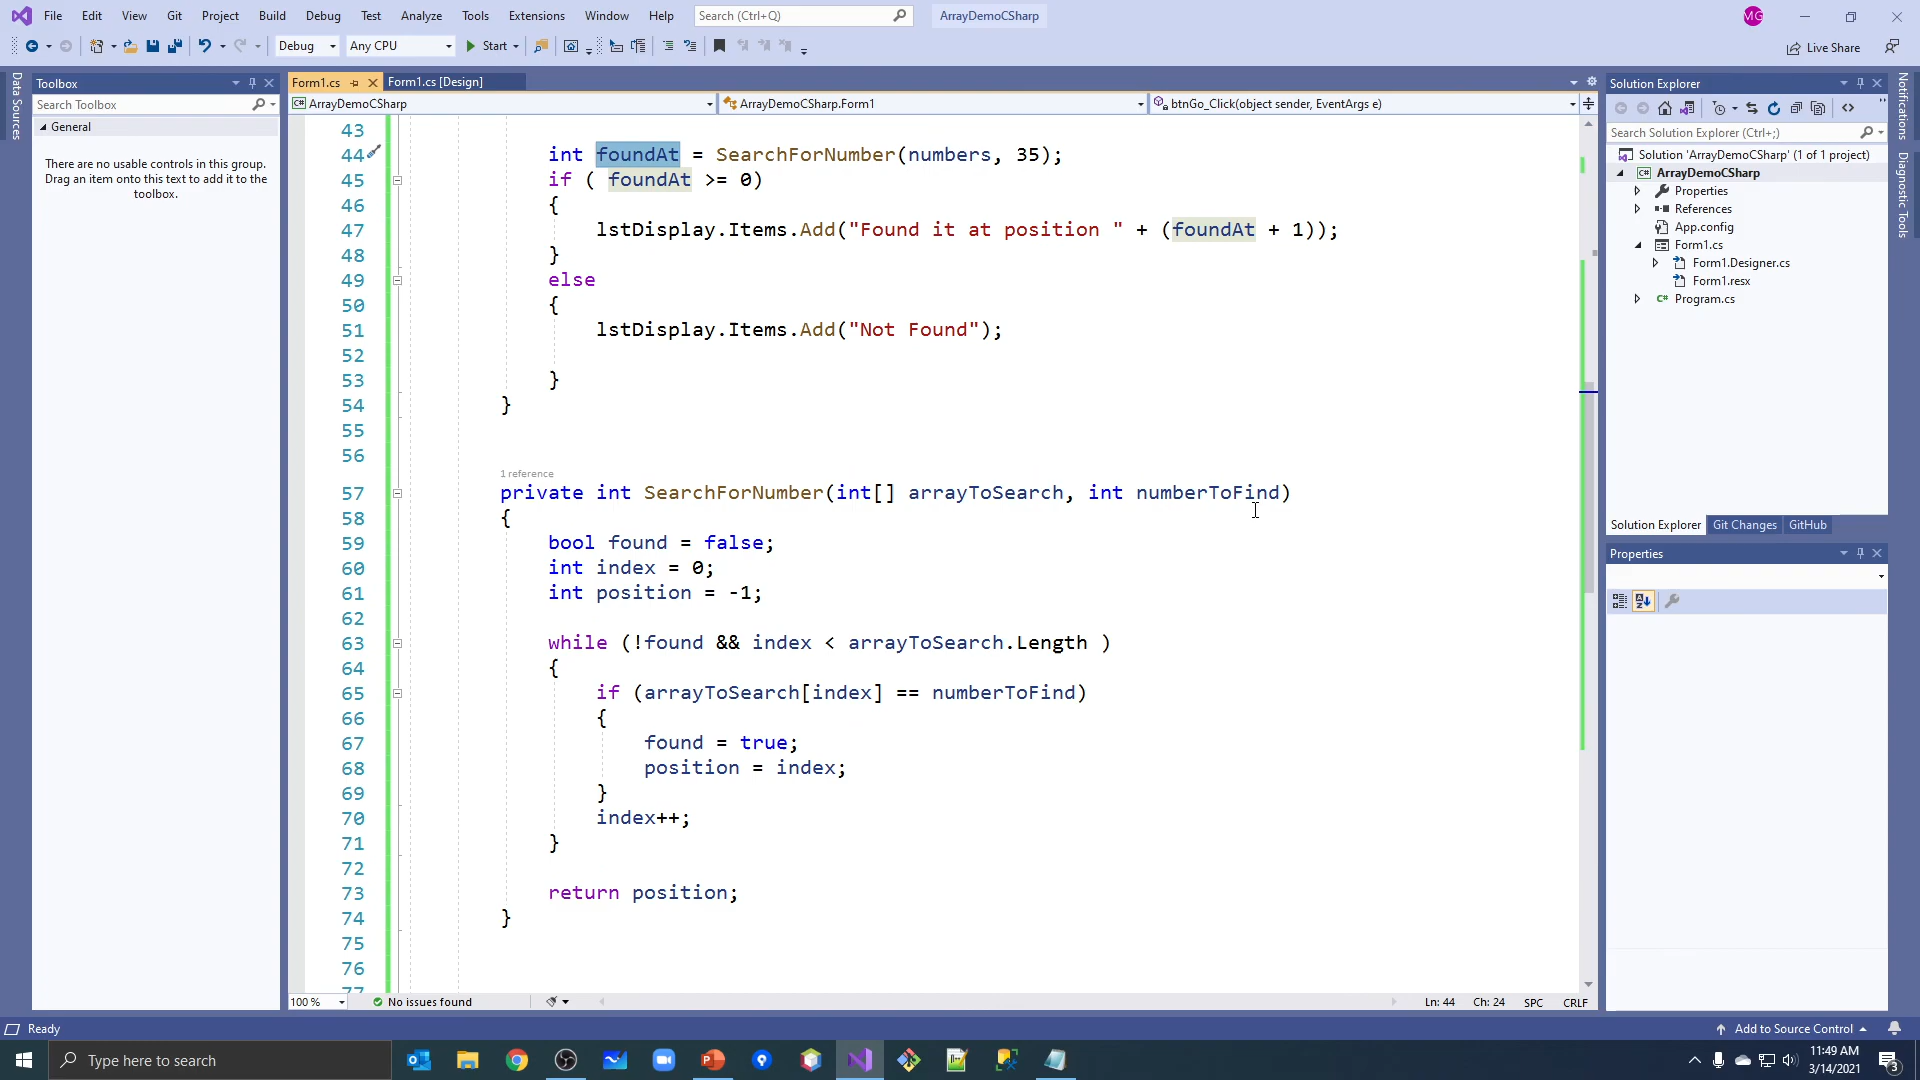 File Edit View Git Project Build Debug Test Analyze Tools Extensions Window Help Search (Ctrl+Q) ArrayDemoCSharp MG
Debug Any CPU Start Live Share
Data Sources
Toolbox
Search Toolbox
General
There are no usable controls in this group.
Drag an item onto this text to add it to the
toolbox.
Form1.cs Form1.cs [Design]
ArrayDemoCSharp ArrayDemoCSharp.Form1 btnGo_Click(object sender, EventArgs e)
43
44 int foundAt = SearchForNumber(numbers, 35);
45 if ( foundAt >= 0)
46 {
47 lstDisplay.Items.Add("Found it at position " + (foundAt + 1));
48 }
49 else
50 {
51 lstDisplay.Items.Add("Not Found");
52
53 }
54 }
55
56
1 reference
57 private int SearchForNumber(int[] arrayToSearch, int numberToFind)
58 {
59 bool found = false;
60 int index = 0;
61 int position = -1;
62
63 while (!found && index < arrayToSearch.Length )
64 {
65 if (arrayToSearch[index] == numberToFind)
66 {
67 found = true;
68 position = index;
69 }
70 index++;
71 }
72
73 return position;
74 }
75
76
77
100 % No issues found Ln: 44 Ch: 24 SPC CRLF
Solution Explorer
Search Solution Explorer (Ctrl+;)
Solution 'ArrayDemoCSharp' (1 of 1 project)
ArrayDemoCSharp
Properties
References
App.config
Form1.cs
Form1.Designer.cs
Form1.resx
Program.cs
Solution Explorer Git Changes GitHub
Properties
Notifications
Diagnostic Tools
Ready Add to Source Control
Type here to search
11:49 AM
3/14/2021
3